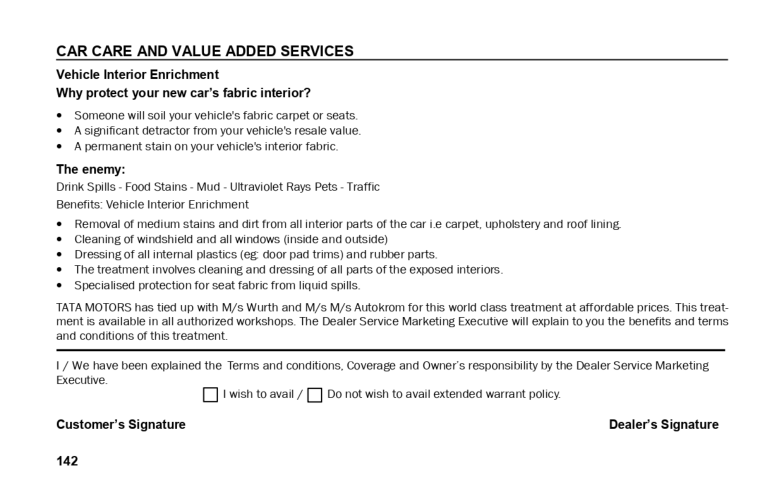 CAR CARE AND VALUE ADDED SERVICES
Vehicle Interior Enrichment
Why protect your new car's fabric interior?
• Someone will soil your vehicle's fabric carpet or seats.
• A significant detractor from your vehicle's resale value.
• A permanent stain on your vehicle's interior fabric.
The enemy:
Drink Spills - Food Stains - Mud - Ultraviolet Rays Pets - Traffic
Benefits: Vehicle Interior Enrichment
• Removal of medium stains and dirt from all interior parts of the car i.e carpet, upholstery and roof lining.
• Cleaning of windshield and all windows (inside and outside)
• Dressing of all internal plastics (eg: door pad trims) and rubber parts.
• The treatment involves cleaning and dressing of all parts of the exposed interiors.
• Specialised protection for seat fabric from liquid spills.
TATA MOTORS has tied up with M/s Wurth and M/s M/s Autokrom for this world class treatment at affordable prices. This treat-
ment is available in all authorized workshops. The Dealer Service Marketing Executive will explain to you the benefits and terms
and conditions of this treatment.
I / We have been explained the Terms and conditions, Coverage and Owner's responsibility by the Dealer Service Marketing
Executive.
I wish to avail / Do not wish to avail extended warrant policy.
Customer's Signature Dealer's Signature
142